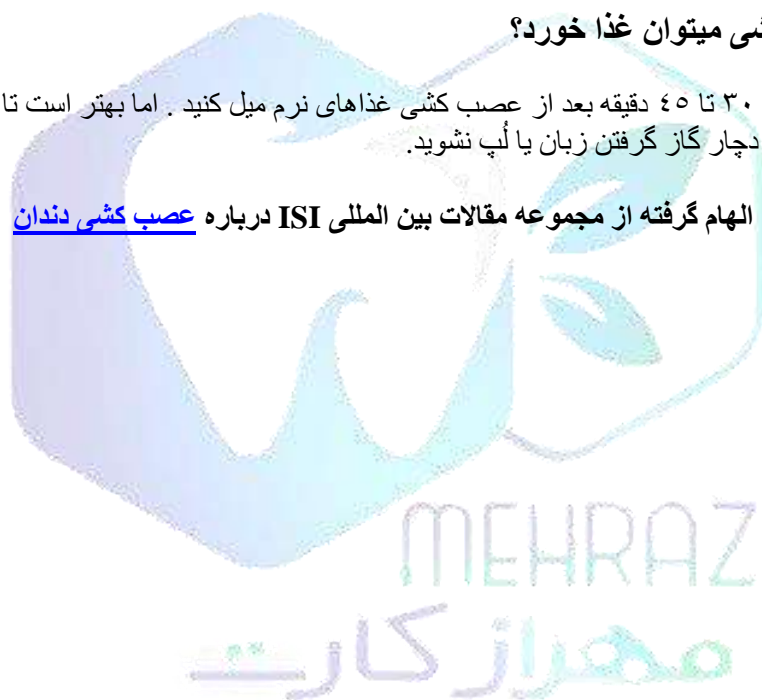 شی میتوان غذا خورد؟
۳۰ تا ٤٥ دقیقه بعد از عصب کشی غذاهای نرم میل کنید . اما بهتر است تا
دچار گاز گرفتن زبان یا لُپ نشوید.
الهام گرفته از مجموعه مقالات بین المللی ISI درباره عصب کشی دندان
MEHRAZ
مهراز کارت